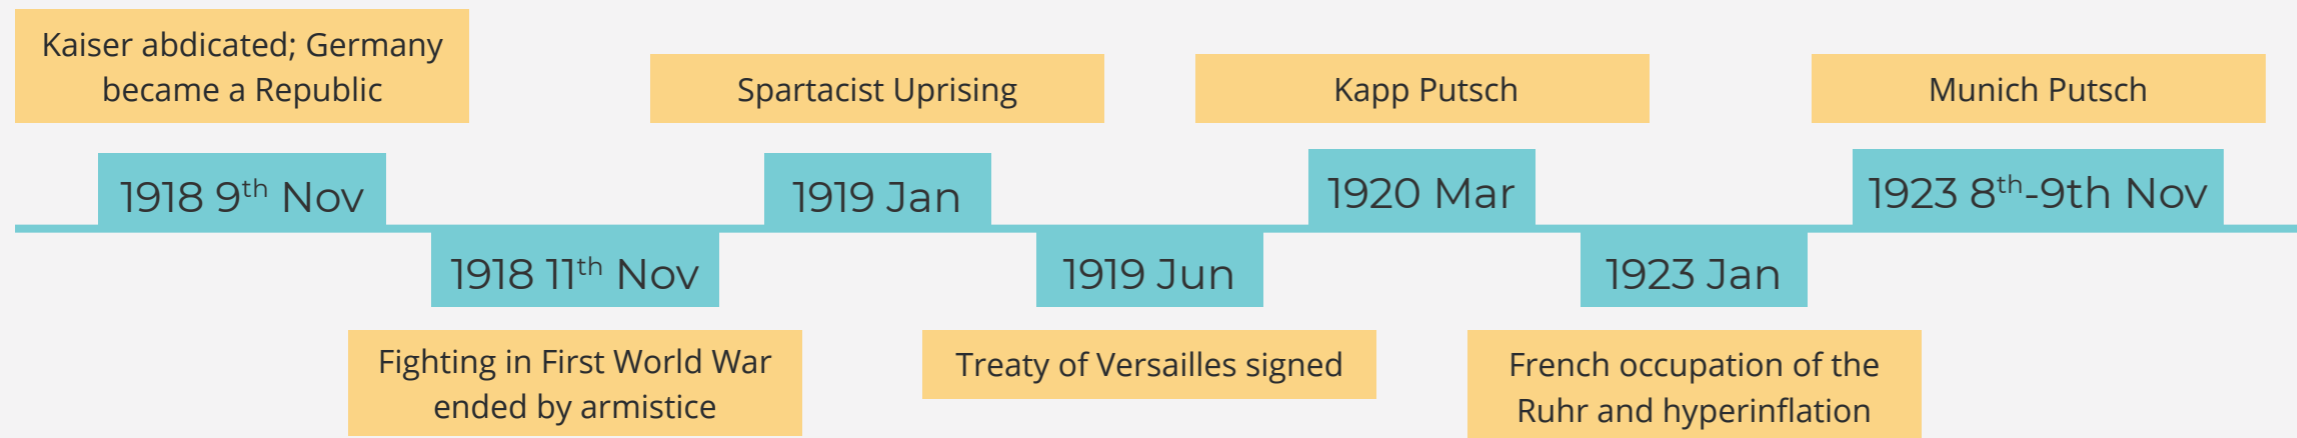 Kaiser abdicated; Germany
became a Republic
1918 9th Nov
1918 11th Nov
Fighting in First World War
ended by armistice
Spartacist Uprising
1919 Jan
1919 Jun
Treaty of Versailles signed
Kapp Putsch
1920 Mar
1923 Jan
French occupation of the
Ruhr and hyperinflation
Munich Putsch
1923 8th-9th Nov